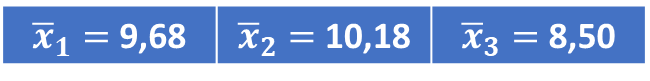 x̄₁ = 9,68 x̄₂ = 10,18 x̄₃ = 8,50